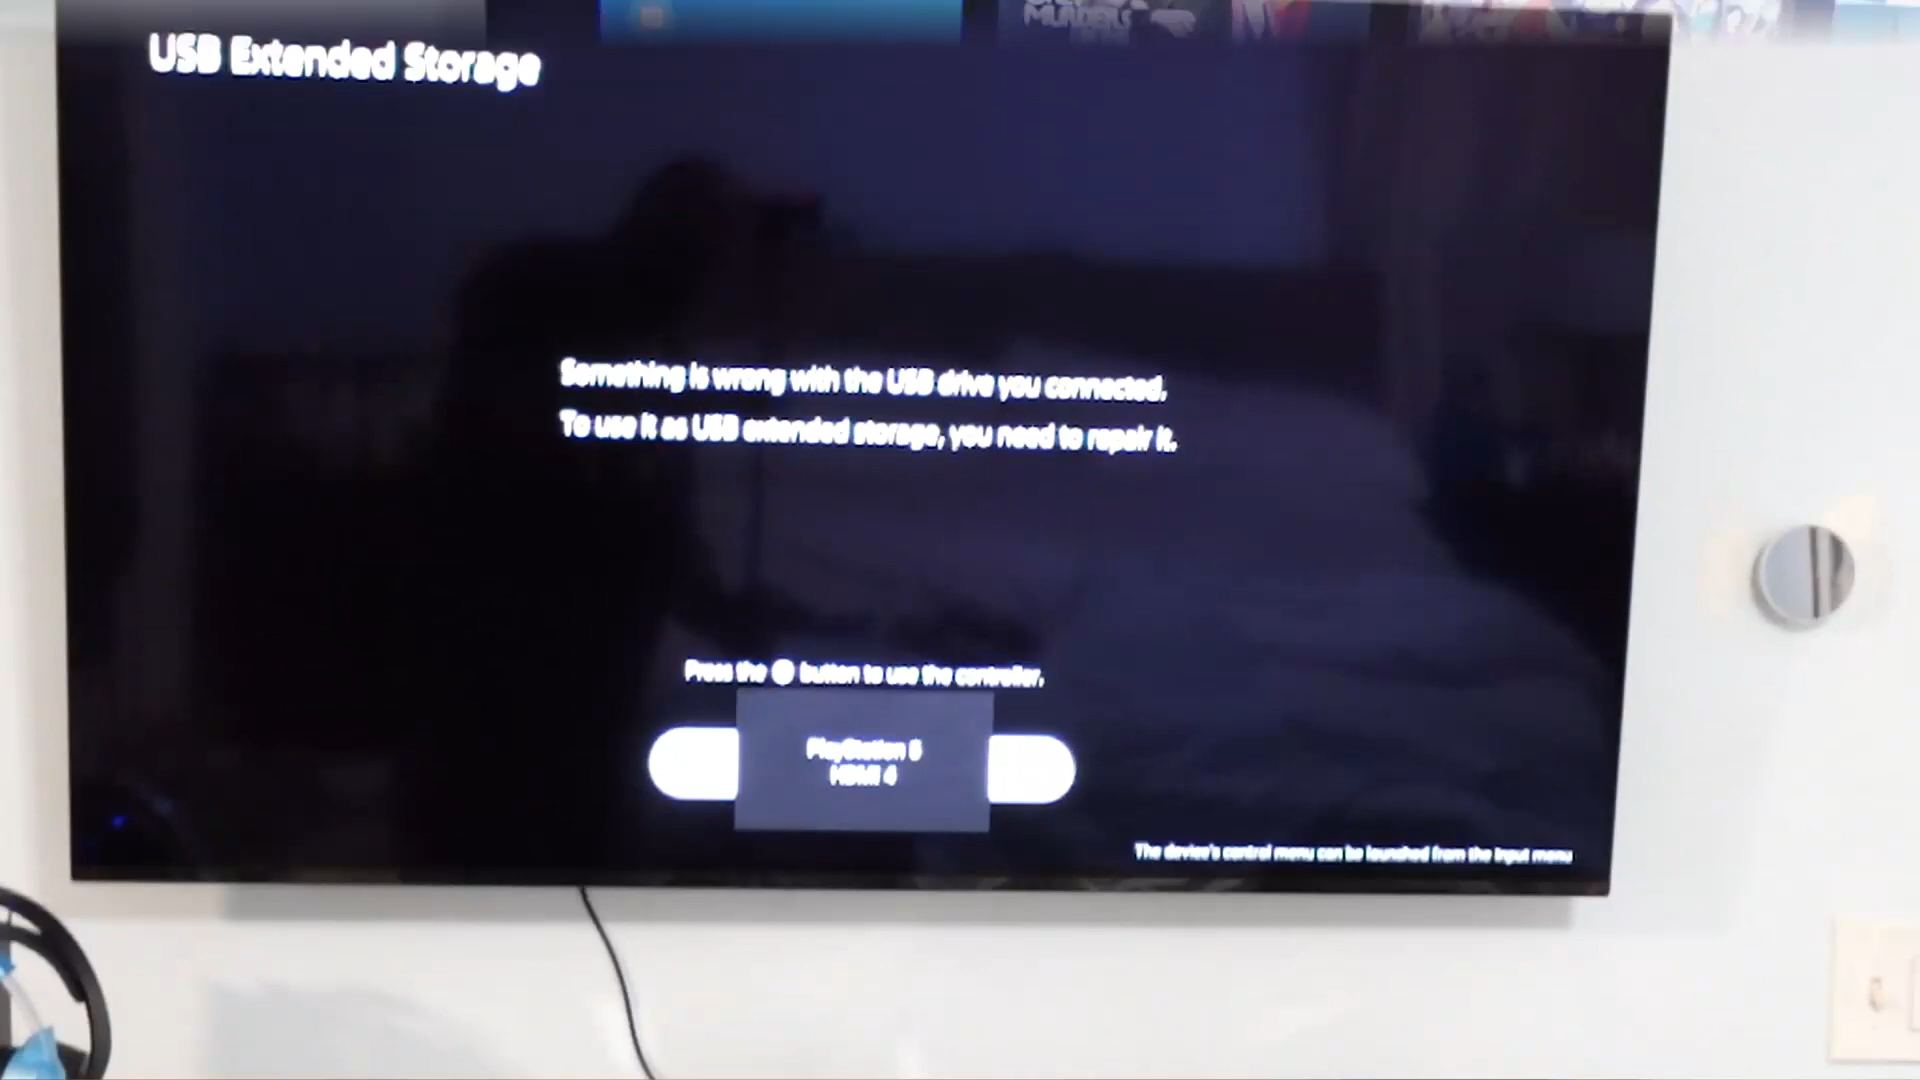 MURDERS
USB Extended Storage
Something is wrong with the USB drive you connected.
To use it as USB extended storage, you need to repair it.
Press the button to use the controller.
PlayStation 5
HDMI 4
The device's control menu can be launched from the input menu